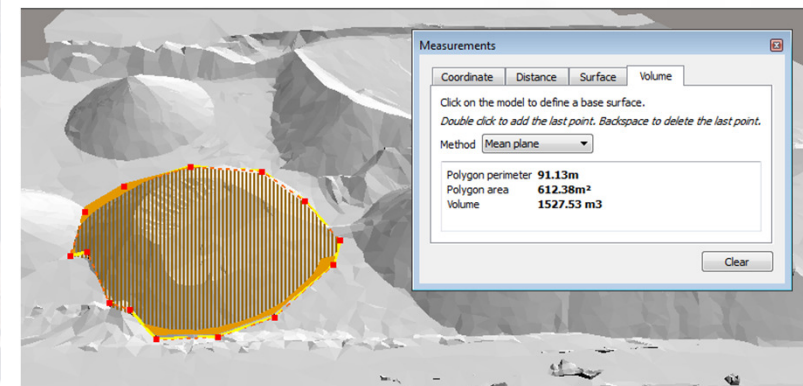 Measurements
Coordinate Distance Surface Volume
Click on the model to define a base surface.
Double click to add the last point. Backspace to delete the last point.
Method Mean plane
Polygon perimeter 91.13m
Polygon area 612.38m²
Volume 1527.53 m3
Clear